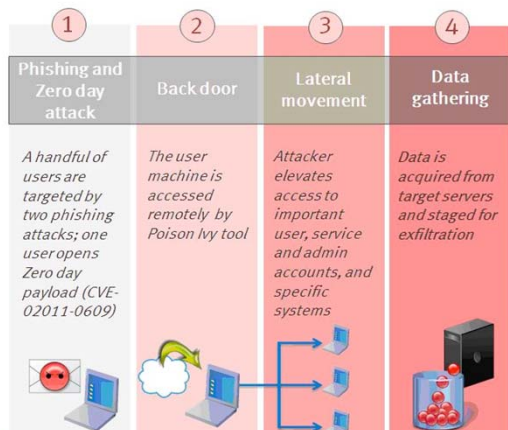 1
Phishing and
Zero day
attack
A handful of
users are
targeted by
two phishing
attacks; one
user opens
Zero day
payload (CVE-
02011-0609)
2
Back door
The user
machine is
accessed
remotely by
Poison Ivy tool
3
Lateral
movement
Attacker
elevates access to
important
user, service
and admin
accounts, and
specific
systems
4
Data
gathering
Data is
acquired from
target servers
and staged for
exfiltration